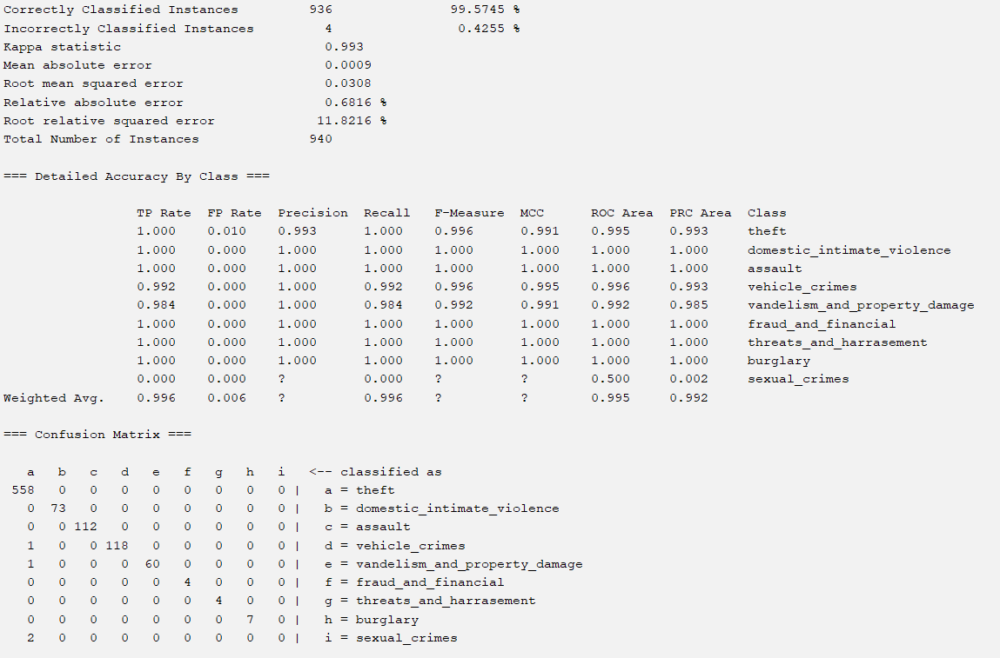 Correctly Classified Instances         936               99.5745 %
Incorrectly Classified Instances         4                0.4255 %
Kappa statistic                          0.993
Mean absolute error                      0.0009
Root mean squared error                  0.0308
Relative absolute error                  0.6816 %
Root relative squared error             11.8216 %
Total Number of Instances              940
=== Detailed Accuracy By Class ===
                 TP Rate  FP Rate  Precision  Recall   F-Measure  MCC      ROC Area  PRC Area  Class
                 1.000    0.010    0.993      1.000    0.996      0.991    0.995     0.993     theft
                 1.000    0.000    1.000      1.000    1.000      1.000    1.000     1.000     domestic_intimate_violence
                 1.000    0.000    1.000      1.000    1.000      1.000    1.000     1.000     assault
                 0.992    0.000    1.000      0.992    0.996      0.995    0.996     0.993     vehicle_crimes
                 0.984    0.000    1.000      0.984    0.992      0.991    0.992     0.985     vandelism_and_property_damage
                 1.000    0.000    1.000      1.000    1.000      1.000    1.000     1.000     fraud_and_financial
                 1.000    0.000    1.000      1.000    1.000      1.000    1.000     1.000     threats_and_harrasement
                 1.000    0.000    1.000      1.000    1.000      1.000    1.000     1.000     burglary
                 0.000    0.000    ?          0.000    ?          ?        0.500     0.002     sexual_crimes
Weighted Avg.    0.996    0.006    ?          0.996    ?          ?        0.995     0.992
=== Confusion Matrix ===
   a   b   c   d   e   f   g   h   i   <-- classified as
 558   0   0   0   0   0   0   0   0 |   a = theft
   0  73   0   0   0   0   0   0   0 |   b = domestic_intimate_violence
   0   0 112   0   0   0   0   0   0 |   c = assault
   1   0   0 118   0   0   0   0   0 |   d = vehicle_crimes
   1   0   0   0  60   0   0   0   0 |   e = vandelism_and_property_damage
   0   0   0   0   0   4   0   0   0 |   f = fraud_and_financial
   0   0   0   0   0   0   4   0   0 |   g = threats_and_harrasement
   0   0   0   0   0   0   0   7   0 |   h = burglary
   2   0   0   0   0   0   0   0   0 |   i = sexual_crimes